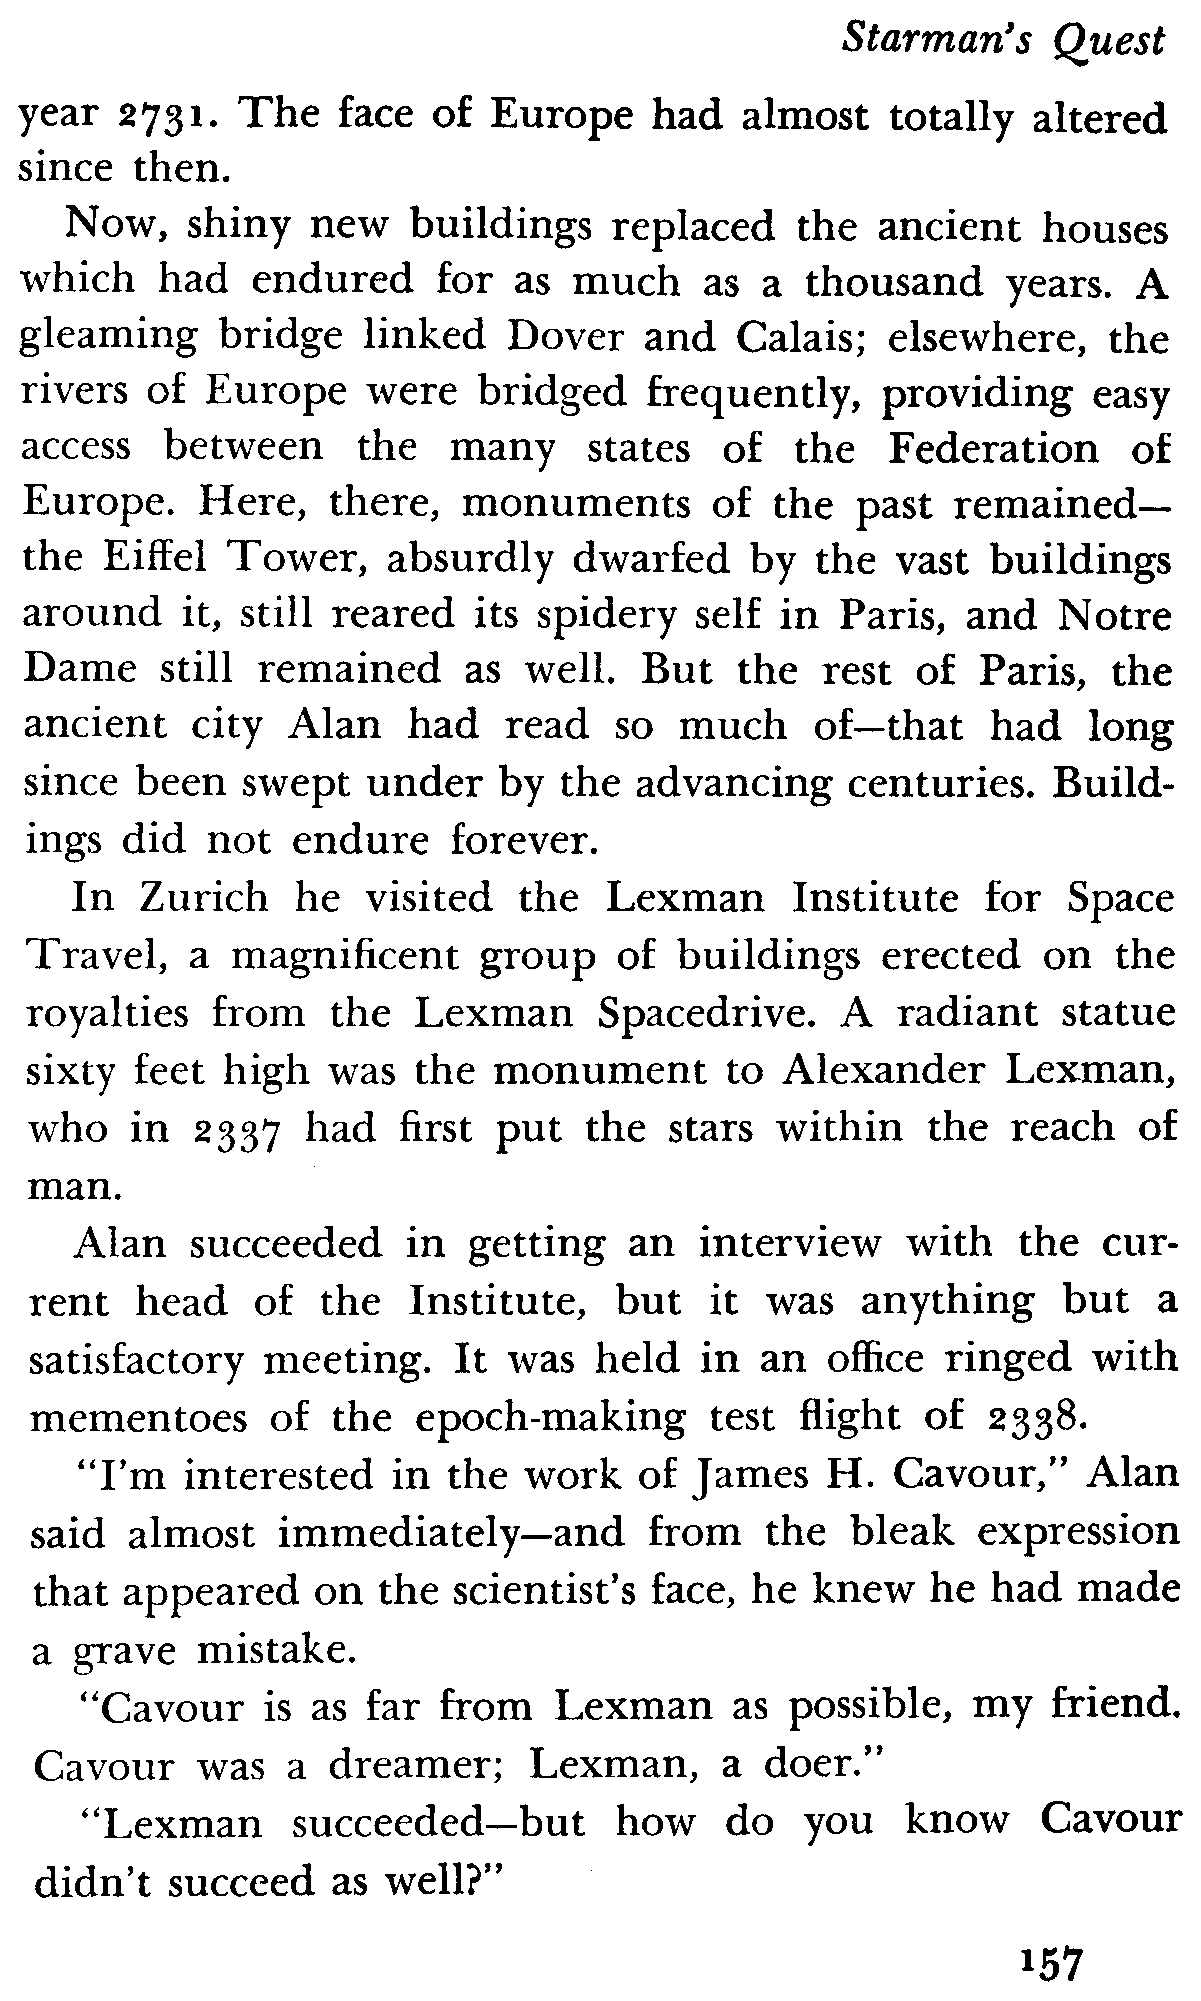 Starman's Quest
year 2731. The face of Europe had almost totally altered
since then.
Now, shiny new buildings replaced the ancient houses
which had endured for as much as a thousand years. A
gleaming bridge linked Dover and Calais; elsewhere, the
rivers of Europe were bridged frequently, providing easy
access between the many states of the Federation of
Europe. Here, there, monuments of the past remained—
the Eiffel Tower, absurdly dwarfed by the vast buildings
around it, still reared its spidery self in Paris, and Notre
Dame still remained as well. But the rest of Paris, the
ancient city Alan had read so much of—that had long
since been swept under by the advancing centuries. Build-
ings did not endure forever.
In Zurich he visited the Lexman Institute for Space
Travel, a magnificent group of buildings erected on the
royalties from the Lexman Spacedrive. A radiant statue
sixty feet high was the monument to Alexander Lexman,
who in 2337 had first put the stars within the reach of
man.
Alan succeeded in getting an interview with the cur-
rent head of the Institute, but it was anything but a
satisfactory meeting. It was held in an office ringed with
mementoes of the epoch-making test flight of 2338.
"I'm interested in the work of James H. Cavour," Alan
said almost immediately—and from the bleak expression
that appeared on the scientist's face, he knew he had made
a grave mistake.
"Cavour is as far from Lexman as possible, my friend.
Cavour was a dreamer; Lexman, a doer."
"Lexman succeeded—but how do you know Cavour
didn't succeed as well?"
157